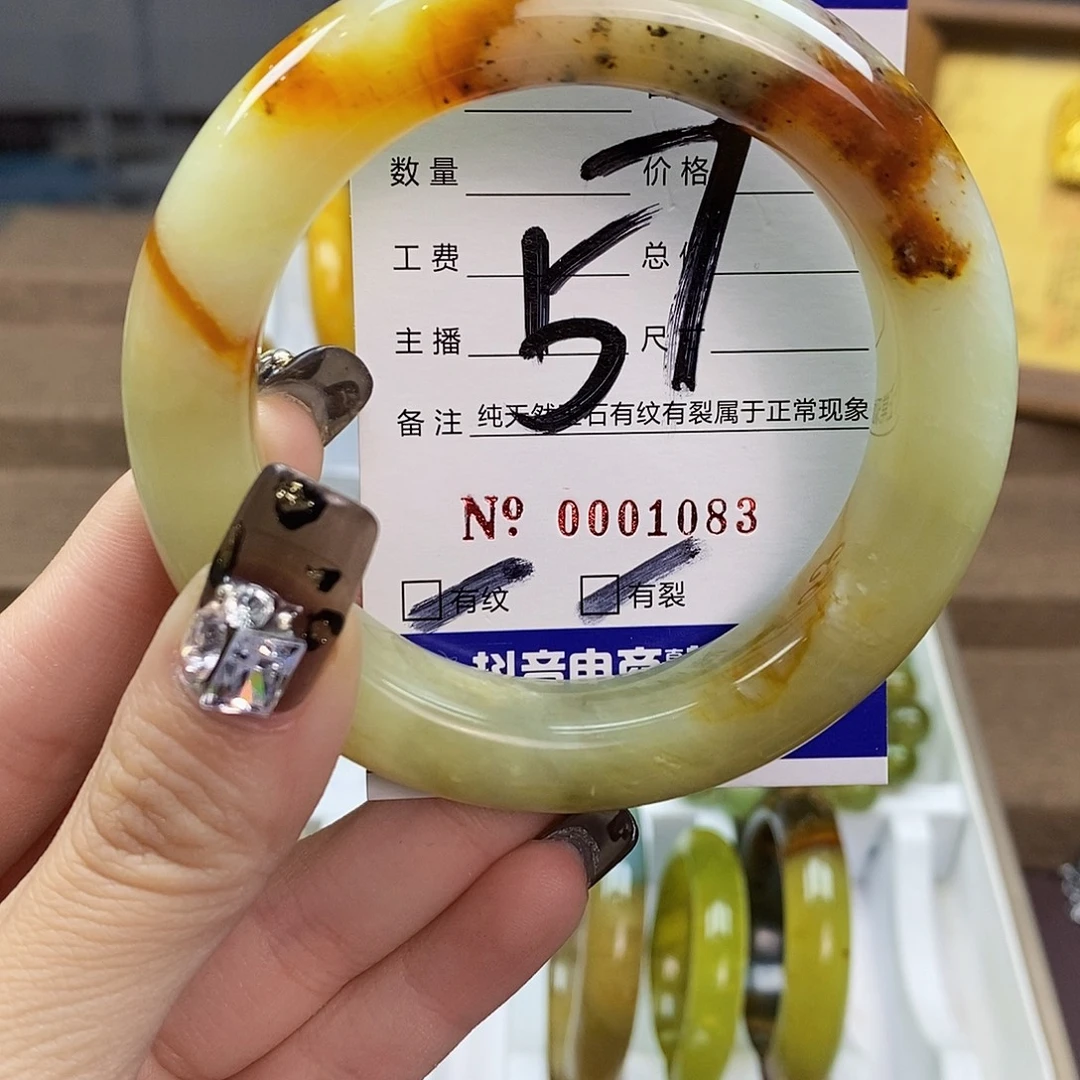 数量 价格
工费 总
主播 尺寸
57
备注 纯天然玉石有纹有裂属于正常现象
Nº 0001083
有纹 有裂
抖音电商